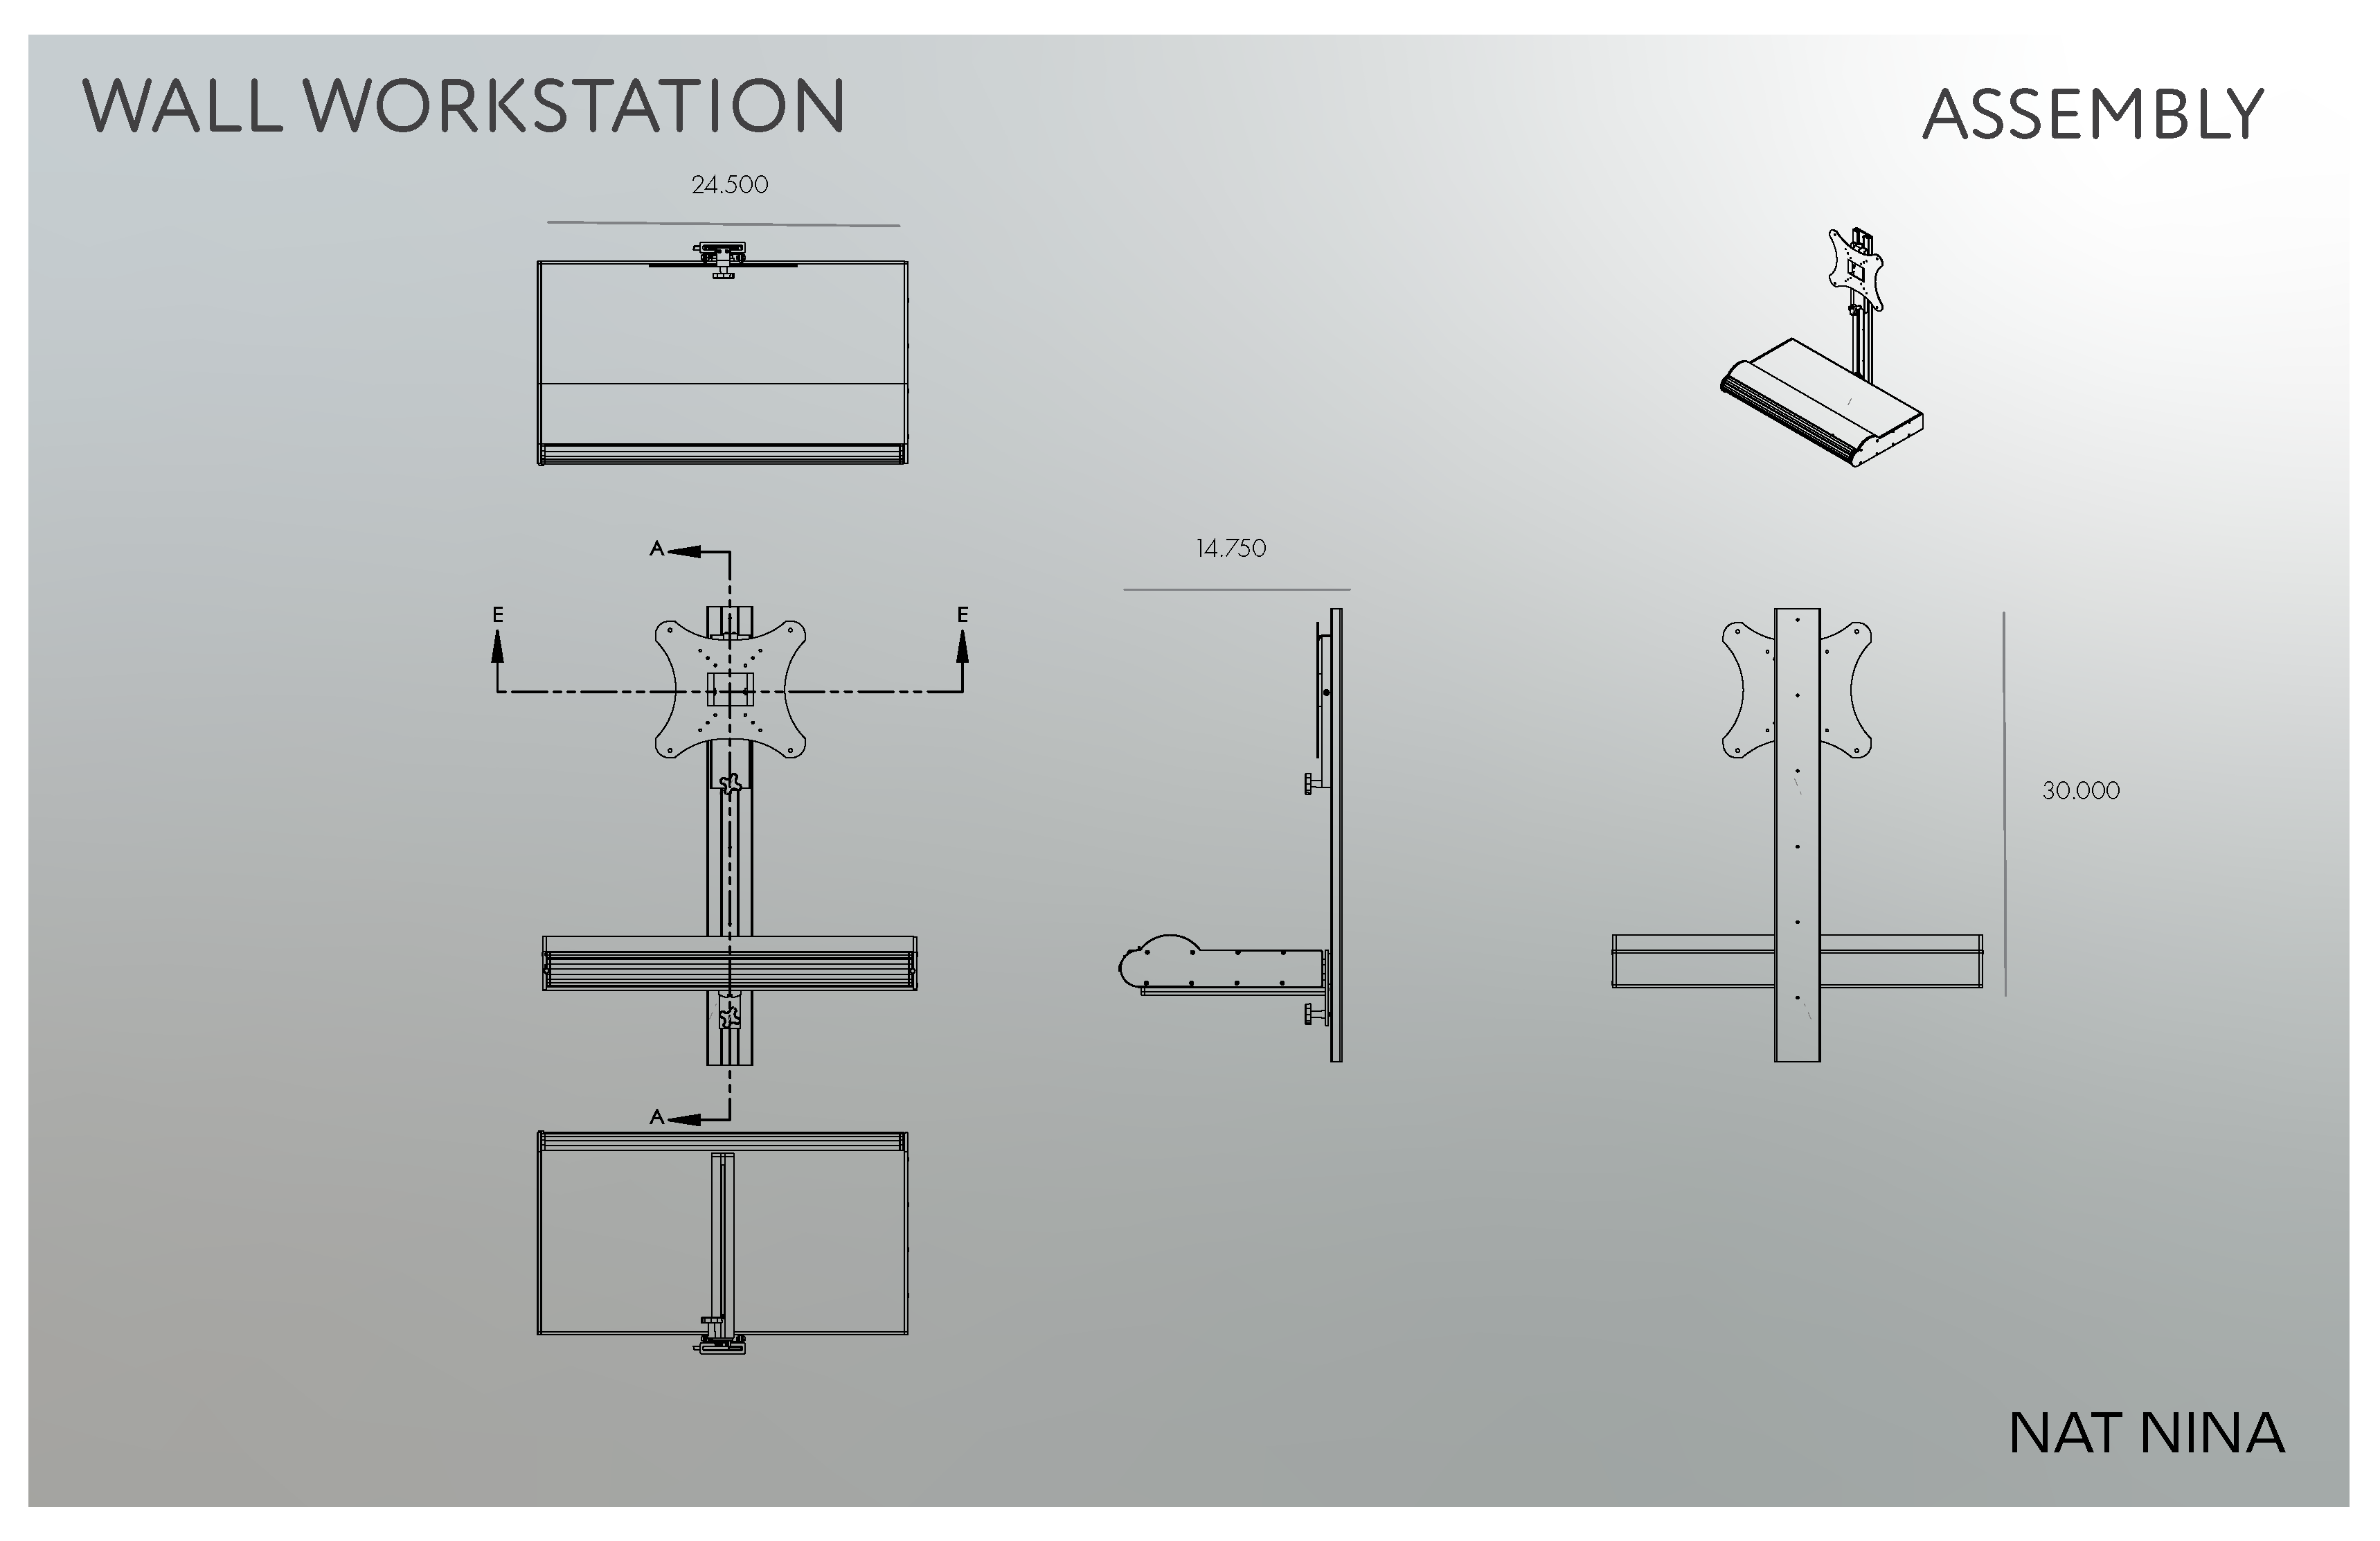 WALL WORKSTATION
ASSEMBLY
24.500
A
14.750
E
E
30.000
A
NAT NINA